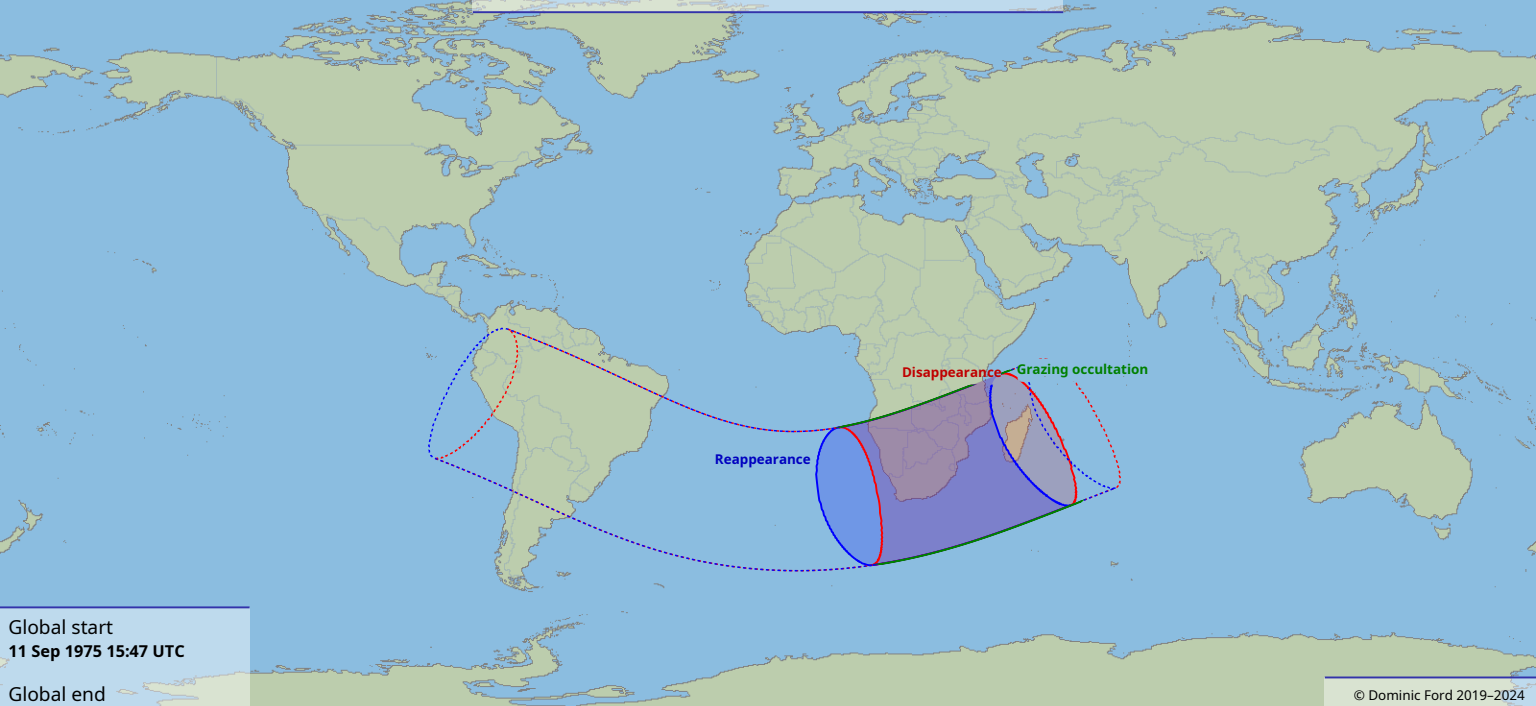 Disappearance
Grazing occultation
Reappearance
Global start
11 Sep 1975 15:47 UTC
Global end
© Dominic Ford 2019–2024